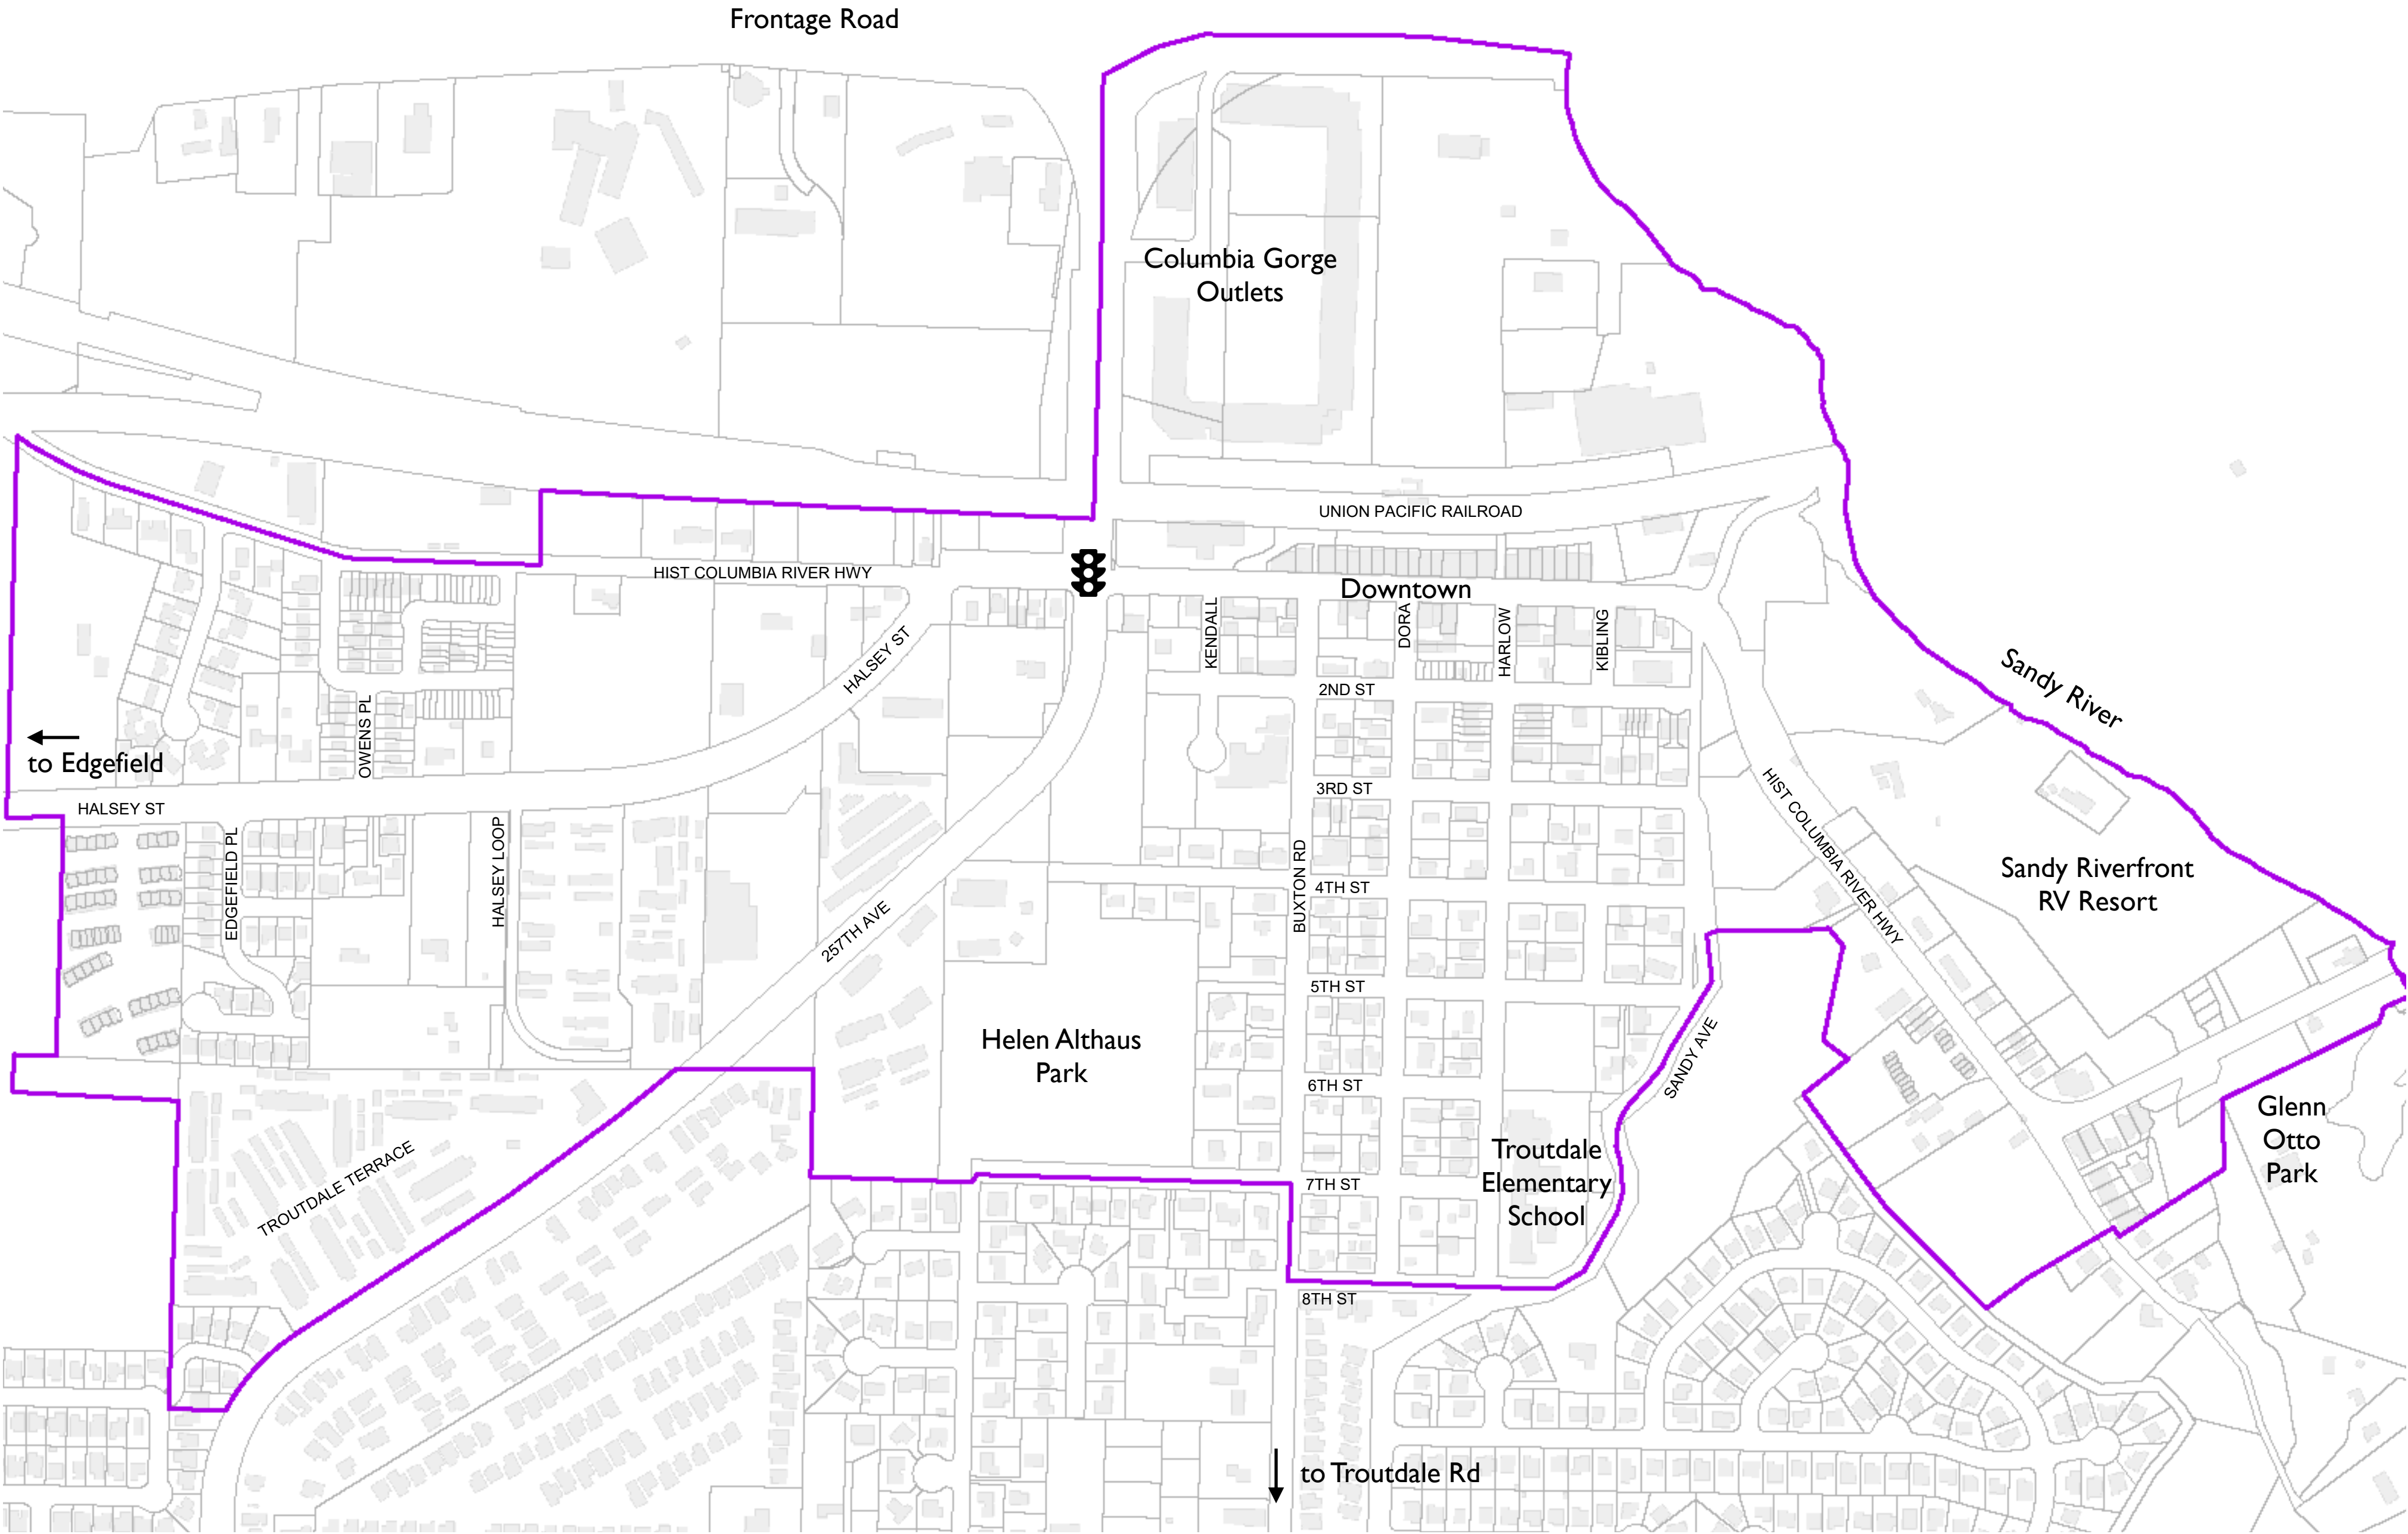 Frontage Road
Columbia Gorge
Outlets
UNION PACIFIC RAILROAD
HIST COLUMBIA RIVER HWY
Downtown
KENDALL
DORA
HARLOW
KIBLING
HALSEY ST
2ND ST
Sandy River
OWENS PL
to Edgefield
HALSEY ST
3RD ST
HIST COLUMBIA RIVER HWY
EDGEFIELD PL
HALSEY LOOP
BUXTON RD
Sandy Riverfront
RV Resort
4TH ST
257TH AVE
5TH ST
Helen Althaus
Park
SANDY AVE
6TH ST
Glenn
Otto
Park
TROUTDALE TERRACE
Troutdale
Elementary
School
7TH ST
8TH ST
to Troutdale Rd